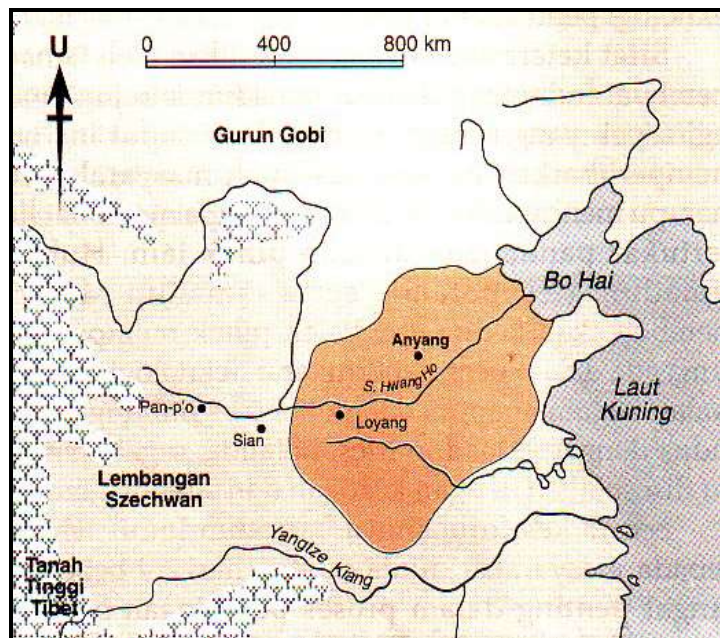 U
0 400 800 km
Gurun Gobi
Bo Hai
Anyang
S. Hwang Ho
Laut
Kuning
Pan-p'o
Loyang
Sian
Lembangan
Szechwan
Yangtze Kiang
Tanah
Tinggi
Tibet